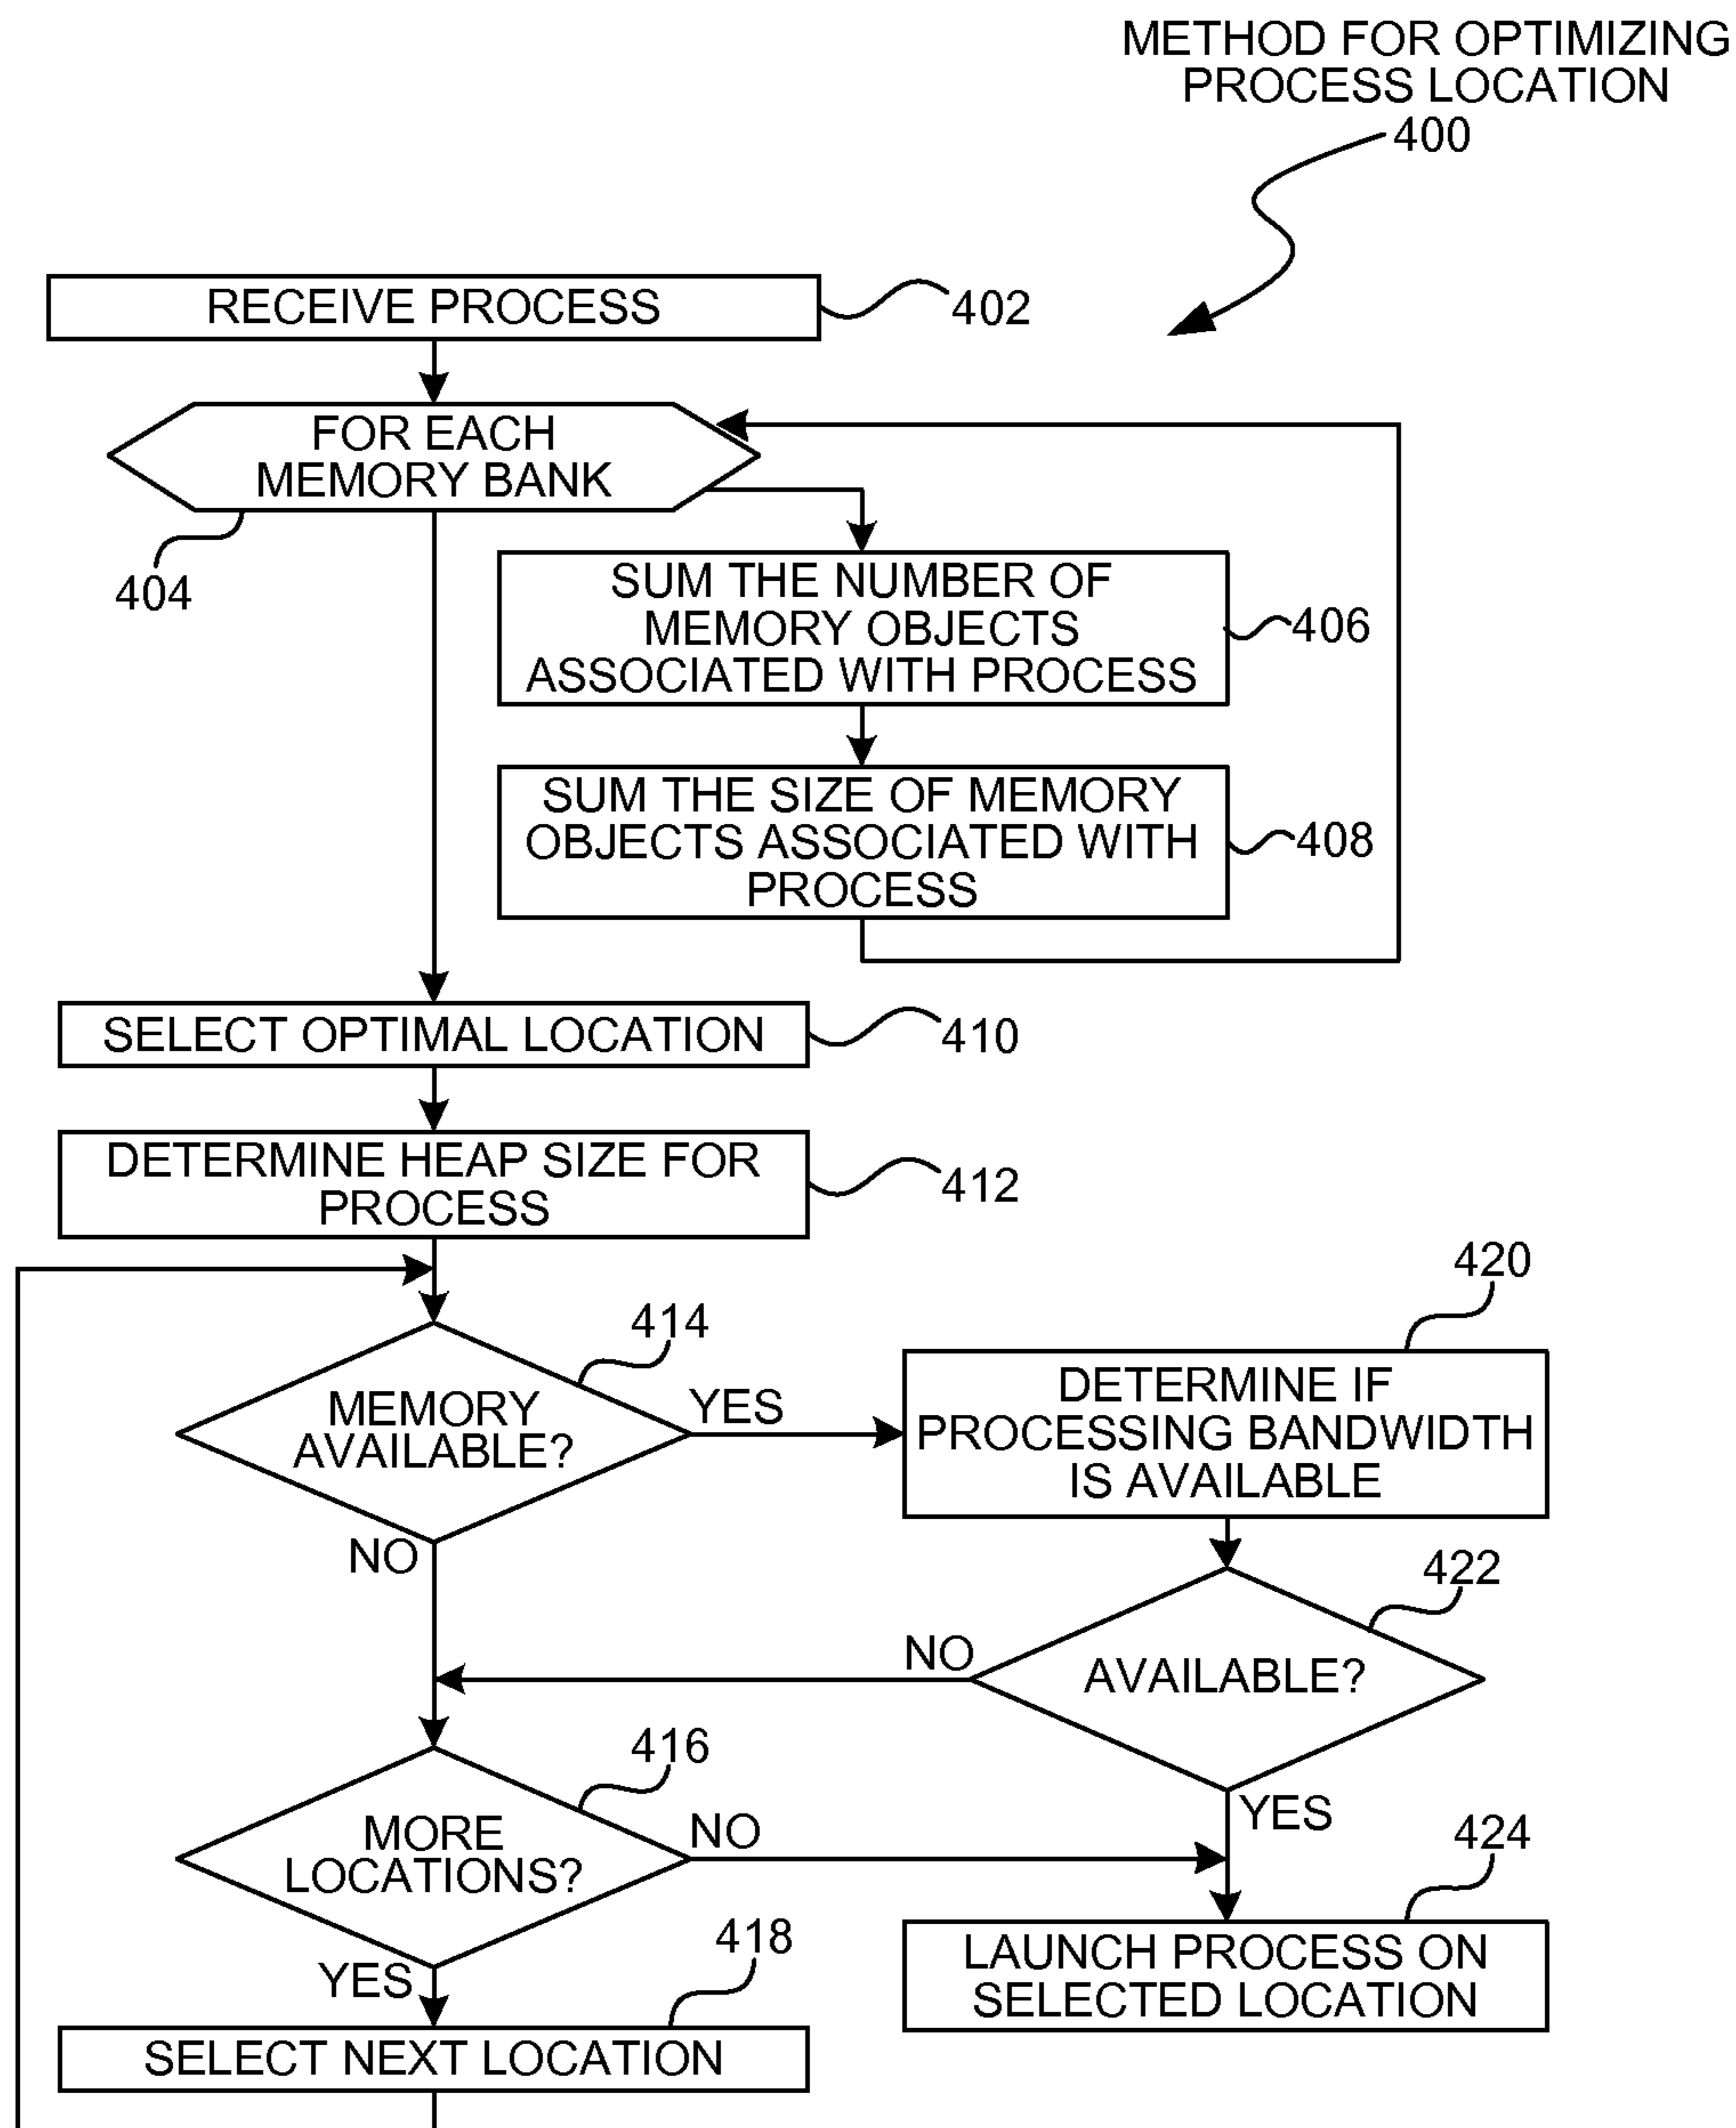 METHOD FOR OPTIMIZING
PROCESS LOCATION
400
RECEIVE PROCESS
402
FOR EACH
MEMORY BANK
404
SUM THE NUMBER OF
MEMORY OBJECTS
ASSOCIATED WITH PROCESS
406
SUM THE SIZE OF MEMORY
OBJECTS ASSOCIATED WITH
PROCESS
408
SELECT OPTIMAL LOCATION
410
DETERMINE HEAP SIZE FOR
PROCESS
412
414
MEMORY
AVAILABLE?
YES
NO
420
DETERMINE IF
PROCESSING BANDWIDTH
IS AVAILABLE
422
AVAILABLE?
NO
YES
416
MORE
LOCATIONS?
NO
YES
424
LAUNCH PROCESS ON
SELECTED LOCATION
418
SELECT NEXT LOCATION